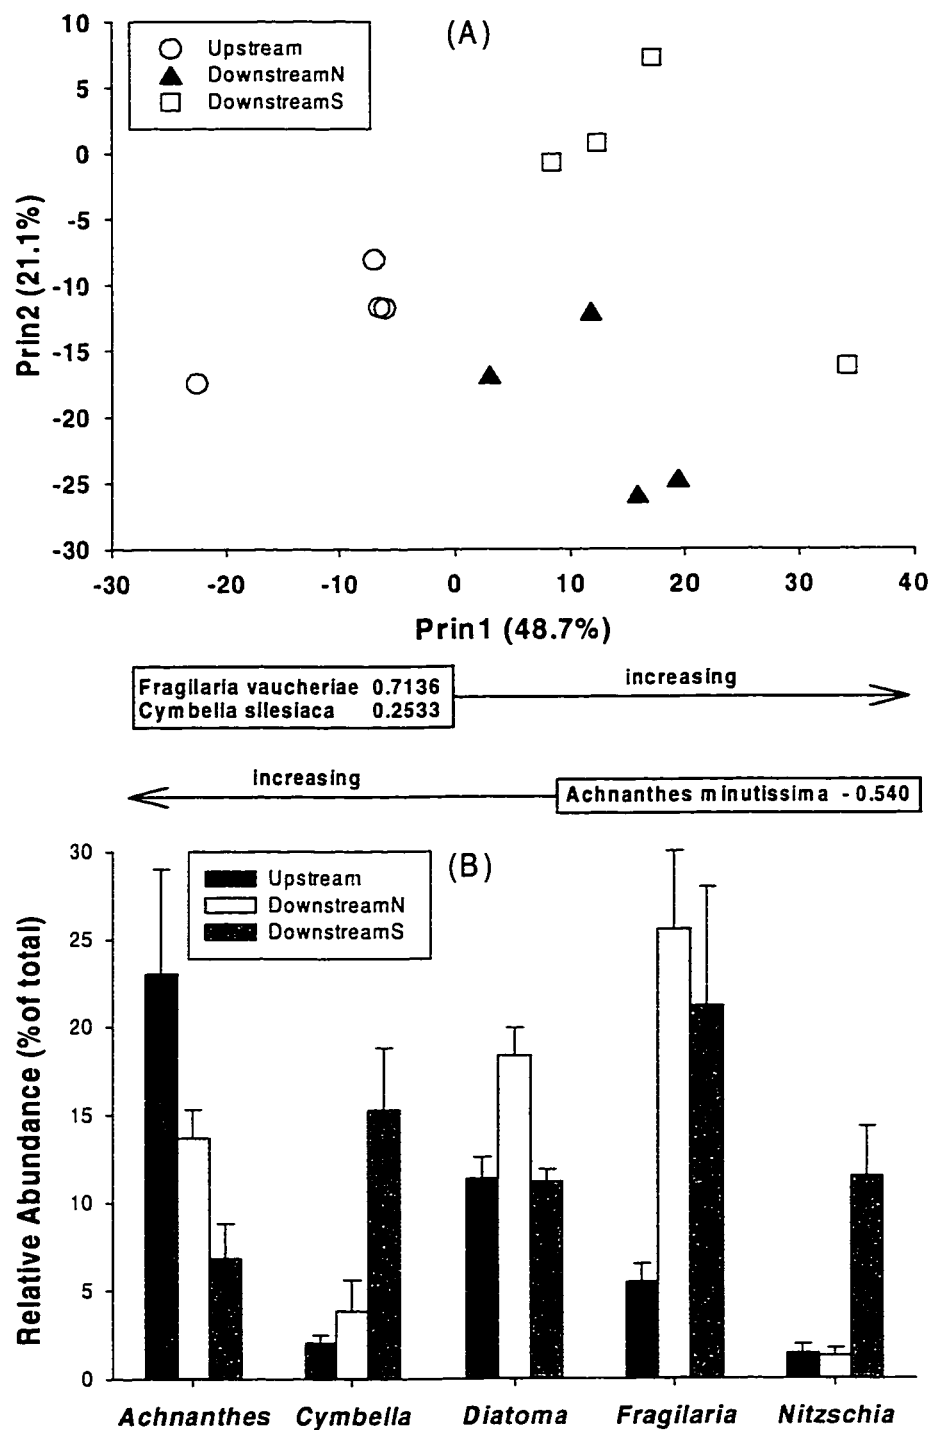 (A)
Upstream
DownstreamN
DownstreamS
10
5
0
-5
-10
-15
-20
-25
-30
Prin2 (21.1%)
-30 -20 -10 0 10 20 30 40
Prin1 (48.7%)
Fragilaria vaucheriae 0.7136
Cymbella silesiaca 0.2533
increasing
increasing
Achnanthes minutissima - 0.540
(B)
Upstream
DownstreamN
DownstreamS
30
25
20
15
10
5
0
Relative Abundance (% of total)
Achnanthes Cymbella Diatoma Fragilaria Nitzschia